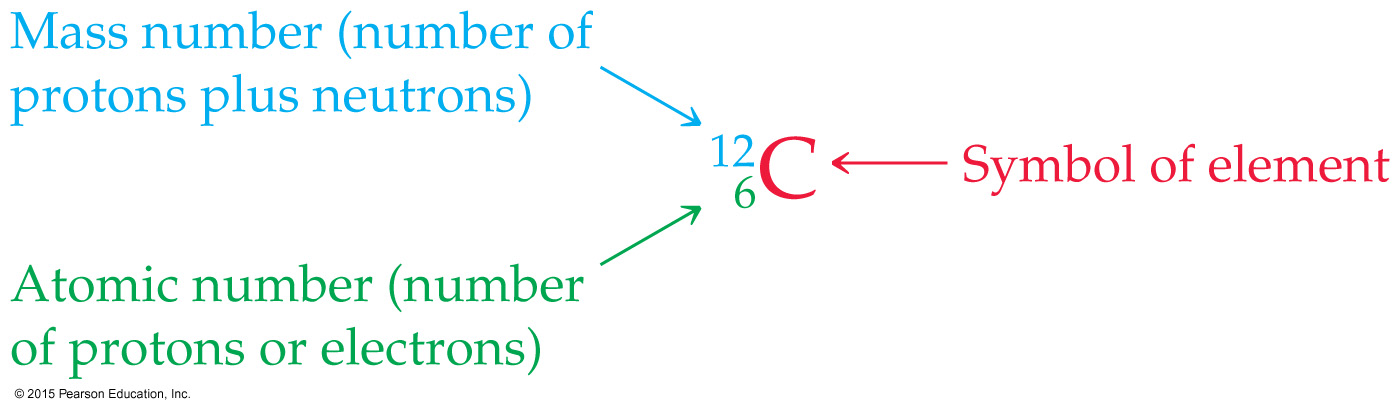 Mass number (number of
protons plus neutrons)
12
6
C
Symbol of element
Atomic number (number
of protons or electrons)
© 2015 Pearson Education, Inc.